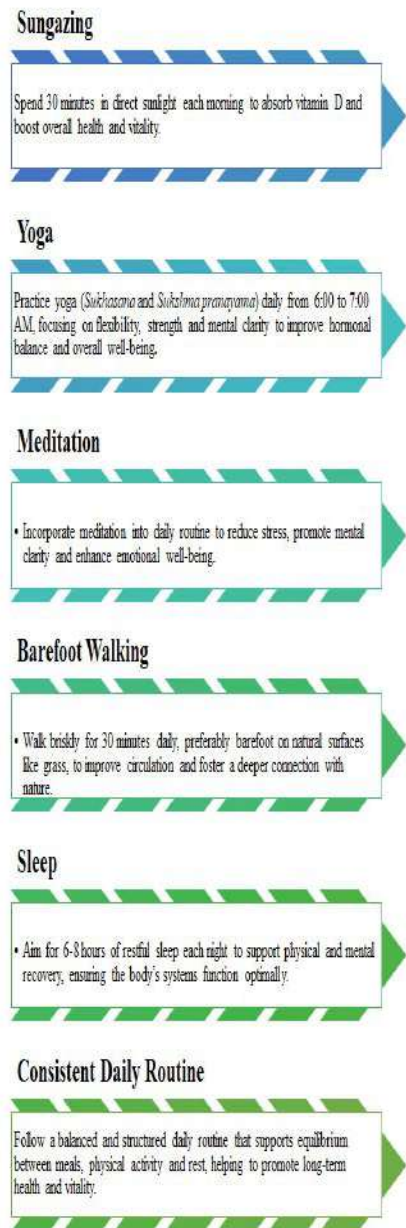 Sungazing
Spend 30 minutes in direct sunlight each morning to absorb vitamin D and
boost overall health and vitality.
Yoga
Practice yoga (Sukhasana and Sukshma pranayama) daily from 6:00 to 7:00
AM, focusing on flexibility, strength and mental clarity to improve hormonal
balance and overall well-being.
Meditation
• Incorporate meditation into daily routine to reduce stress, promote mental
clarity and enhance emotional well-being.
Barefoot Walking
• Walk briskly for 30 minutes daily, preferably barefoot on natural surfaces
like grass, to improve circulation and foster a deeper connection with
nature.
Sleep
• Aim for 6-8 hours of restful sleep each night to support physical and mental
recovery, ensuring the body's systems function optimally.
Consistent Daily Routine
Follow a balanced and structured daily routine that supports equilibrium
between meals, physical activity and rest, helping to promote long-term
health and vitality.